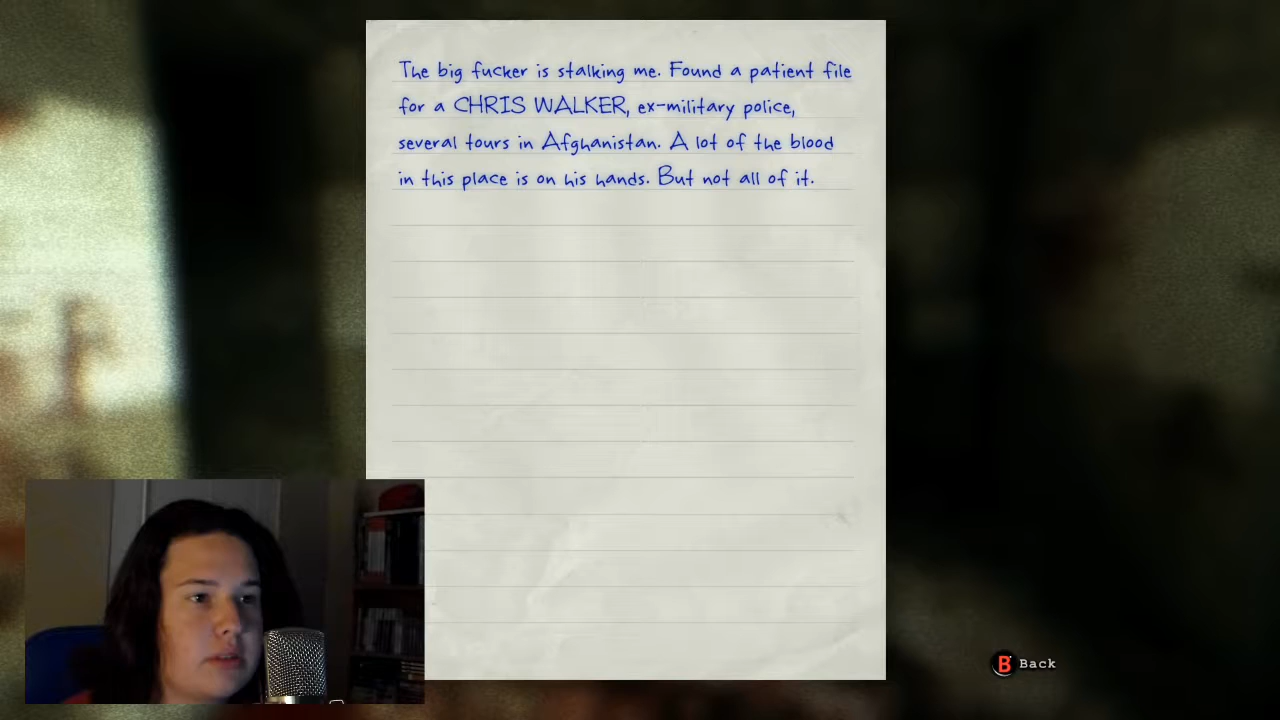 The big fucker is stalking me. Found a patient file
for a CHRIS WALKER, ex-military police,
several tours in Afghanistan. A lot of the blood
in this place is on his hands. But not all of it.
B Back